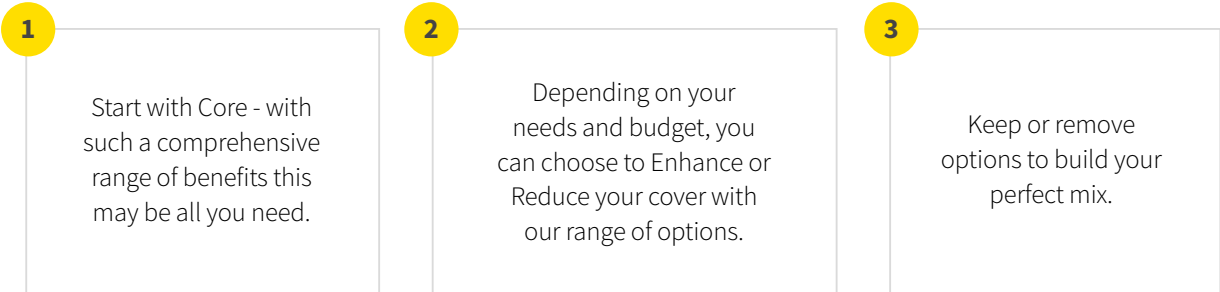 1
Start with Core - with
such a comprehensive
range of benefits this
may be all you need.
2
Depending on your
needs and budget, you
can choose to Enhance or
Reduce your cover with
our range of options.
3
Keep or remove
options to build your
perfect mix.